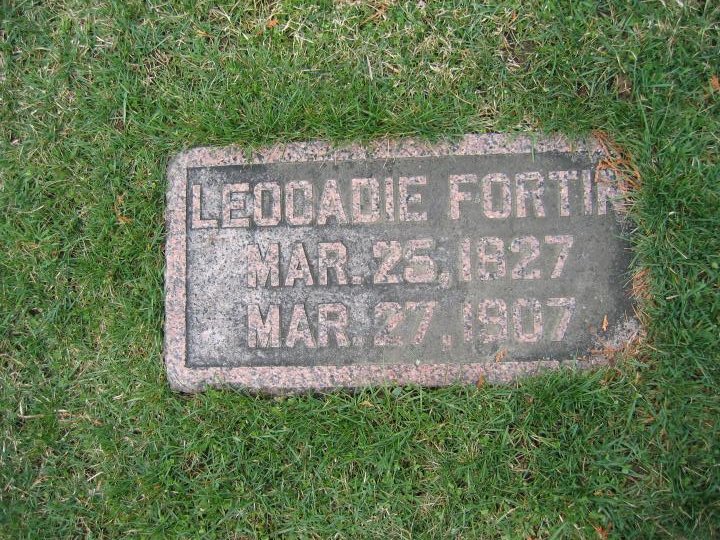 LEOCADIE FORTIN
MAR. 25, 1827
MAR. 27, 1907